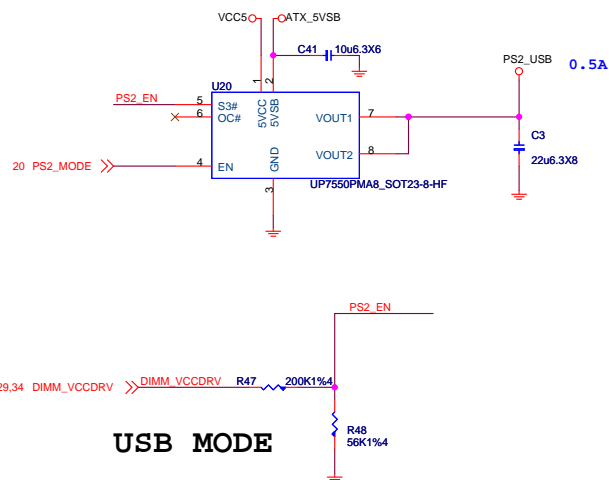 VCC5 ATX_5VSB
C41 10u6.3X6
PS2_USB 0.5A
U20
PS2_EN 5 S3#
6 OC#
1 5VCC
2 5VSB
VOUT1 7
VOUT2 8
C3
22u6.3X8
20 PS2_MODE 4 EN
GND 3
UP7550PMA8_SOT23-8-HF
PS2_EN
29,34 DIMM_VCCDRV DIMM_VCCDRV R47 200K1%4
R48
56K1%4
USB MODE